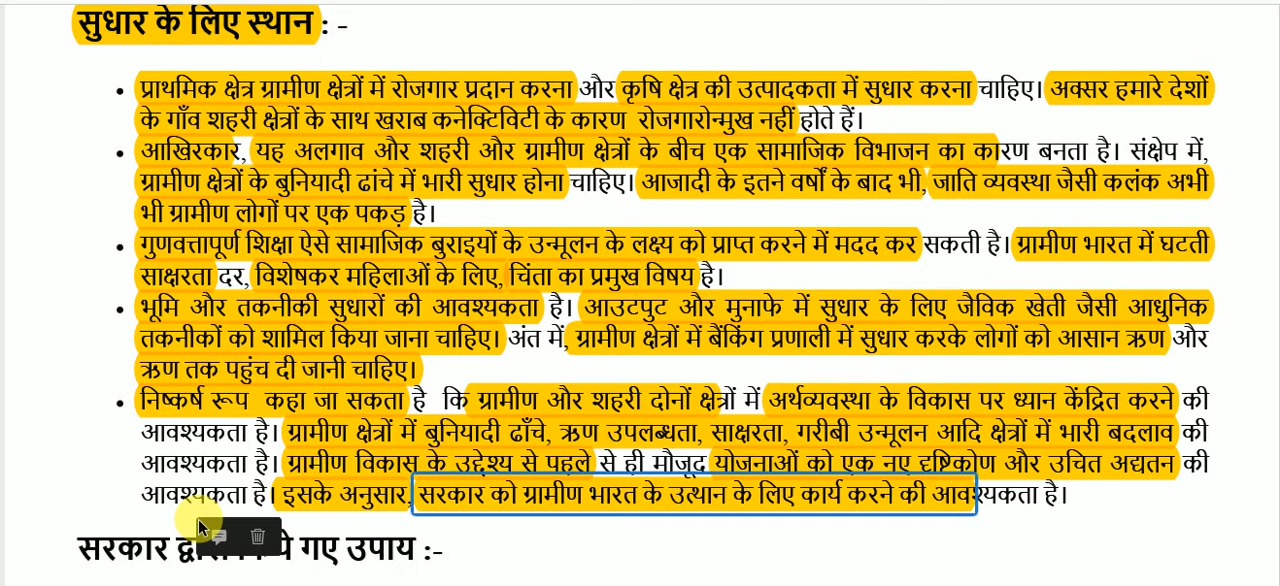 सुधार के लिए स्थान : -
• प्राथमिक क्षेत्र ग्रामीण क्षेत्रों में रोजगार प्रदान करना और कृषि क्षेत्र की उत्पादकता में सुधार करना चाहिए। अक्सर हमारे देशों
के गाँव शहरी क्षेत्रों के साथ खराब कनेक्टिविटी के कारण रोजगारोन्मुख नहीं होते हैं।
• आखिरकार, यह अलगाव और शहरी और ग्रामीण क्षेत्रों के बीच एक सामाजिक विभाजन का कारण बनता है। संक्षेप में,
ग्रामीण क्षेत्रों के बुनियादी ढांचे में भारी सुधार होना चाहिए। आजादी के इतने वर्षों के बाद भी, जाति व्यवस्था जैसी कलंक अभी
भी ग्रामीण लोगों पर एक पकड़ है।
• गुणवत्तापूर्ण शिक्षा ऐसे सामाजिक बुराइयों के उन्मूलन के लक्ष्य को प्राप्त करने में मदद कर सकती है। ग्रामीण भारत में घटती
साक्षरता दर, विशेषकर महिलाओं के लिए, चिंता का प्रमुख विषय है।
• भूमि और तकनीकी सुधारों की आवश्यकता है। आउटपुट और मुनाफे में सुधार के लिए जैविक खेती जैसी आधुनिक
तकनीकों को शामिल किया जाना चाहिए। अंत में, ग्रामीण क्षेत्रों में बैंकिंग प्रणाली में सुधार करके लोगों को आसान ऋण और
ऋण तक पहुंच दी जानी चाहिए।
• निष्कर्ष रूप कहा जा सकता है कि ग्रामीण और शहरी दोनों क्षेत्रों में अर्थव्यवस्था के विकास पर ध्यान केंद्रित करने की
आवश्यकता है। ग्रामीण क्षेत्रों में बुनियादी ढाँचे, ऋण उपलब्धता, साक्षरता, गरीबी उन्मूलन आदि क्षेत्रों में भारी बदलाव की
आवश्यकता है। ग्रामीण विकास के उद्देश्य से पहले से ही मौजूद योजनाओं को एक नए दृष्टिकोण और उचित अद्यतन की
आवश्यकता है। इसके अनुसार, सरकार को ग्रामीण भारत के उत्थान के लिए कार्य करने की आवश्यकता है।
सरकार गए उपाय :-